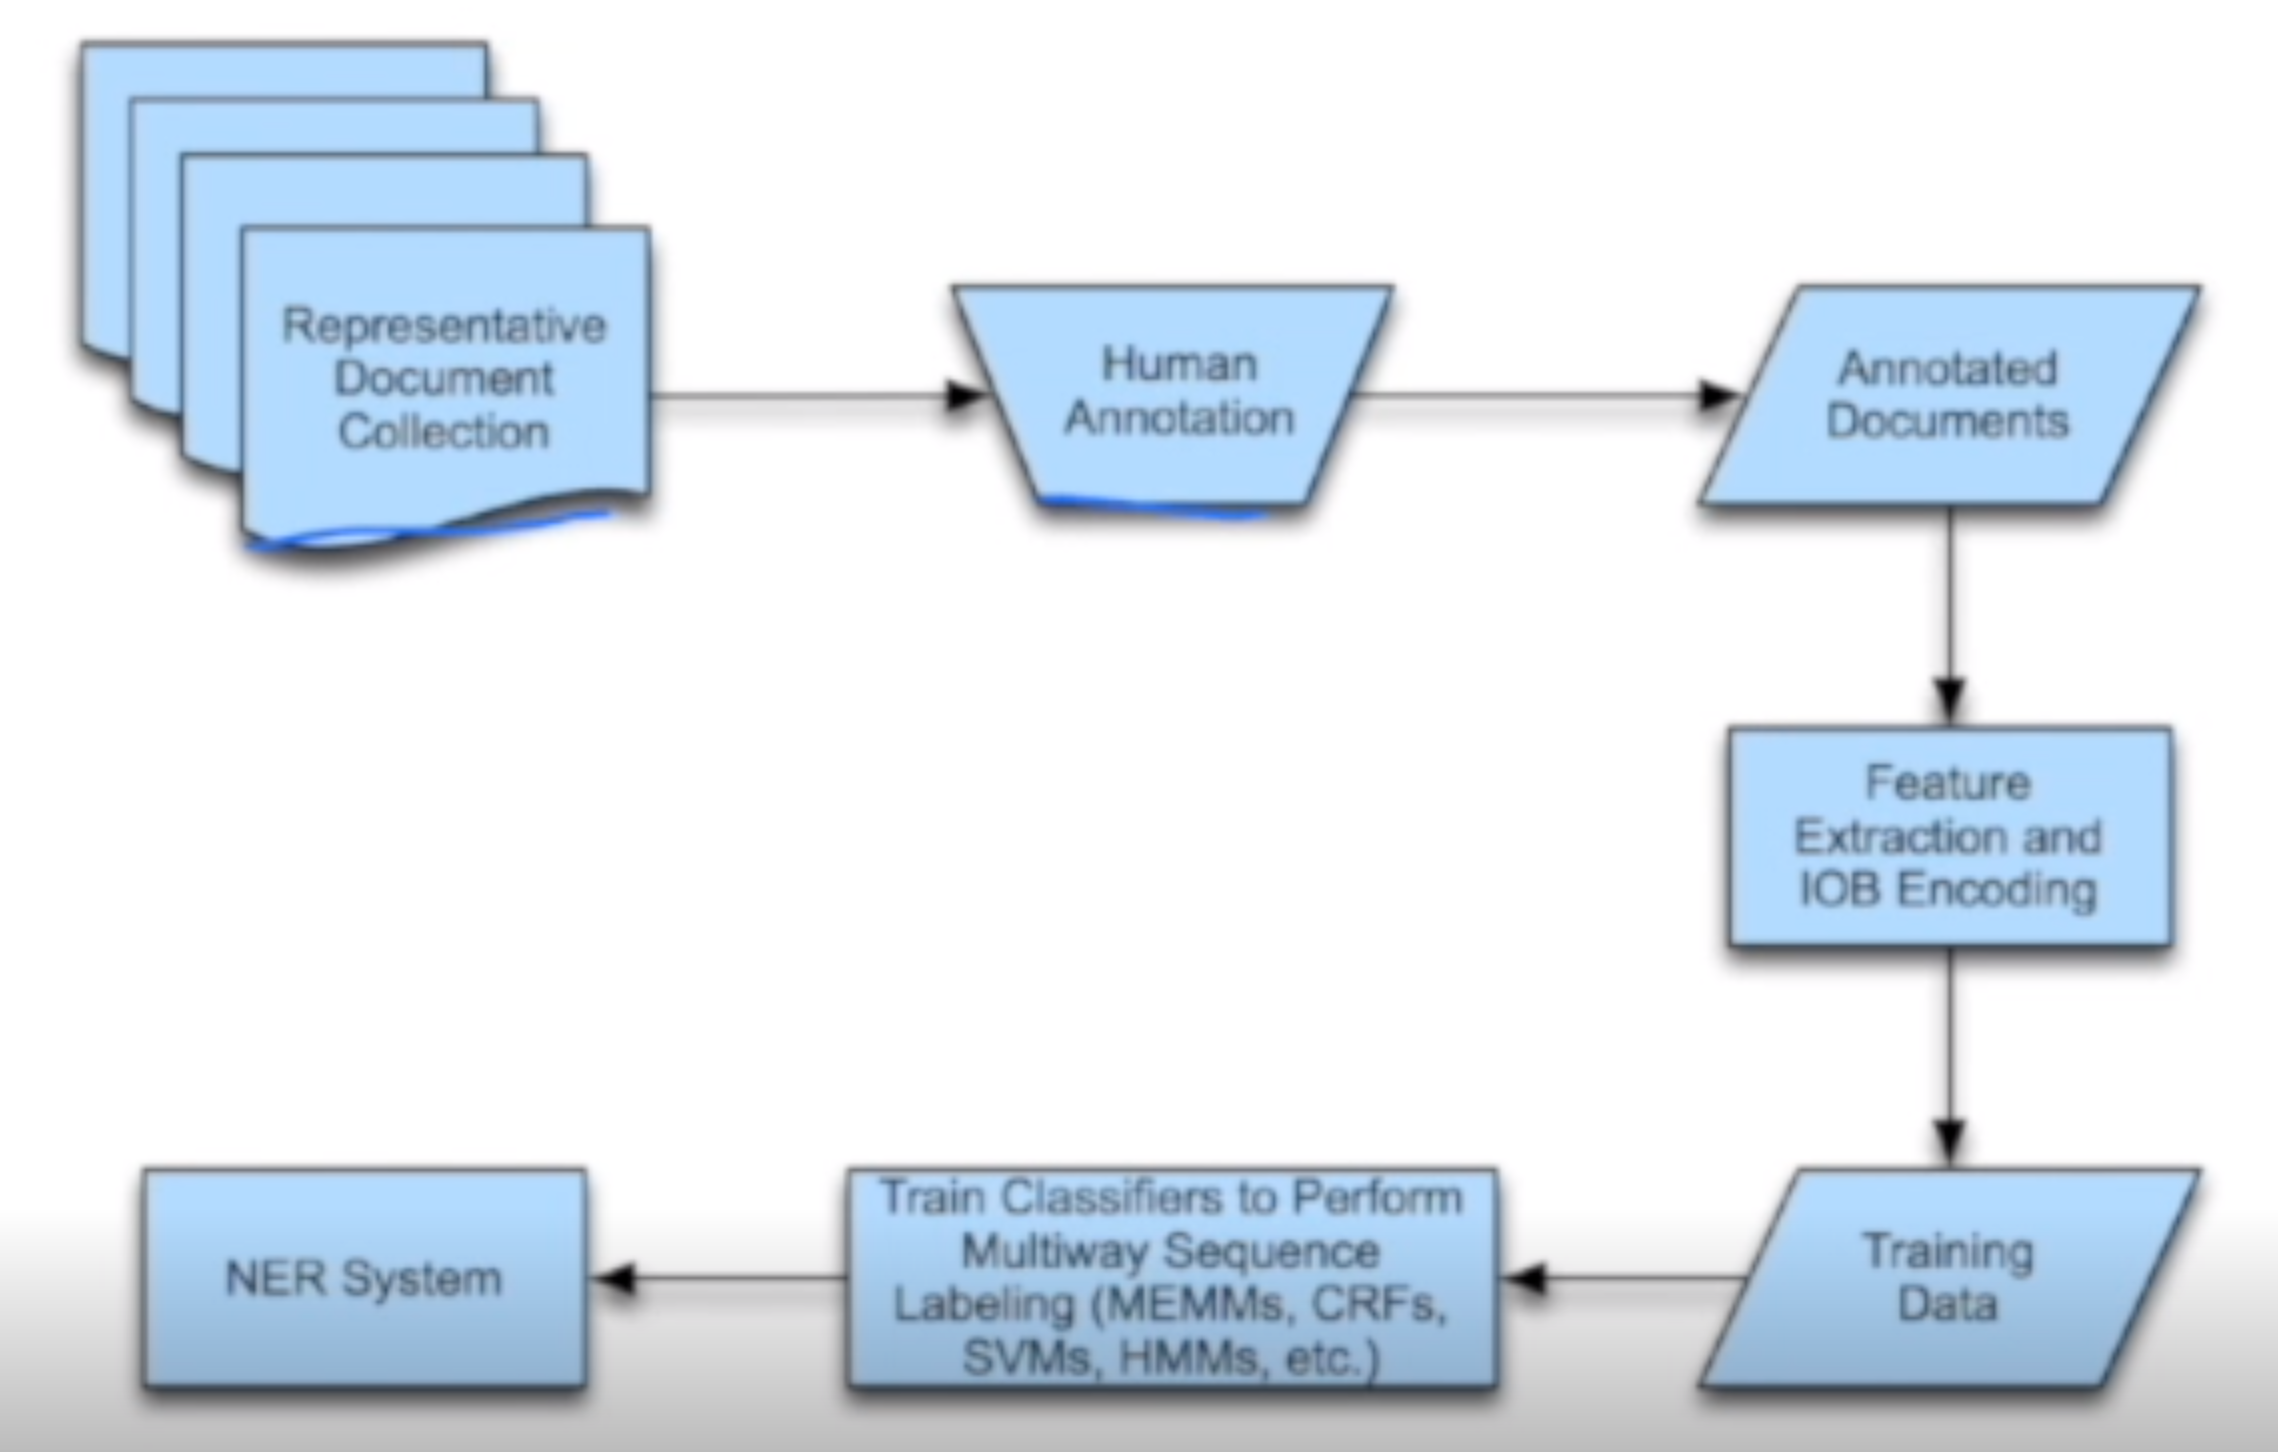 Representative
Document
Collection
Human
Annotation
Annotated
Documents
Feature
Extraction and
IOB Encoding
Training
Data
Train Classifiers to Perform
Multiway Sequence
Labeling (MEMMs, CRFs,
SVMs, HMMs, etc.)
NER System